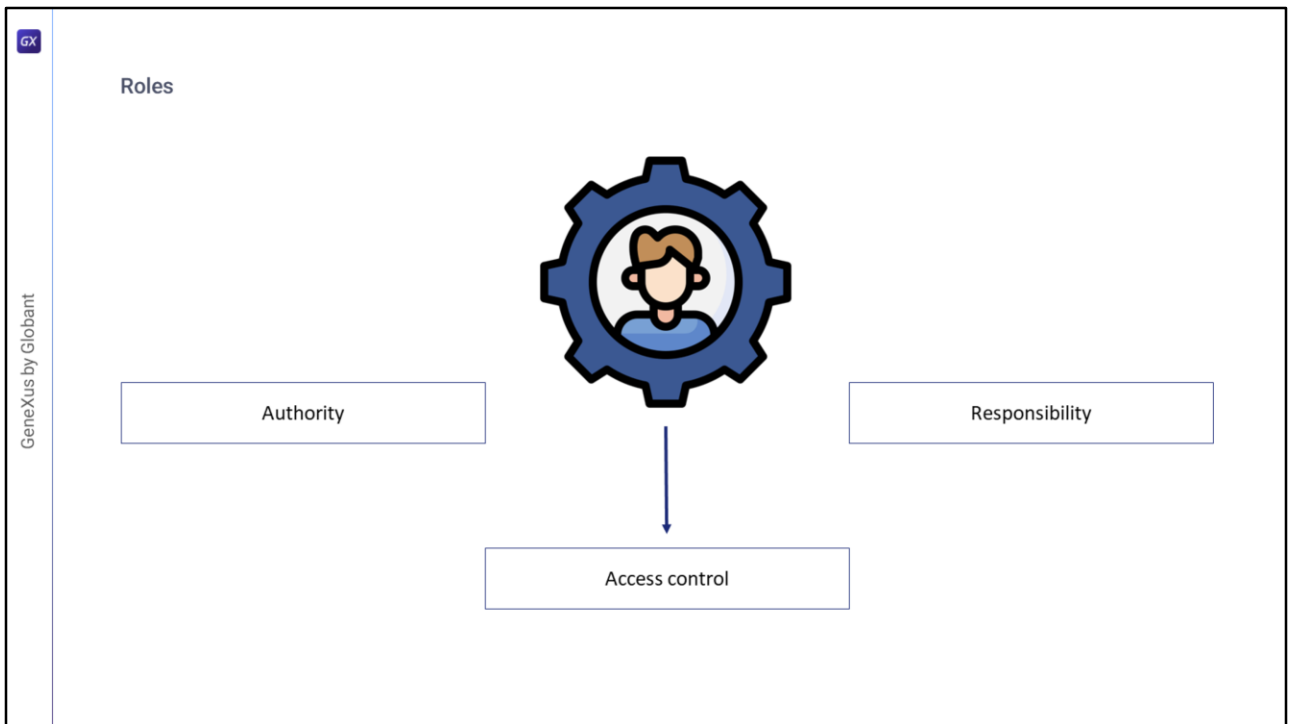 GX
Roles
GeneXus by Globant
Authority
Responsibility
Access control